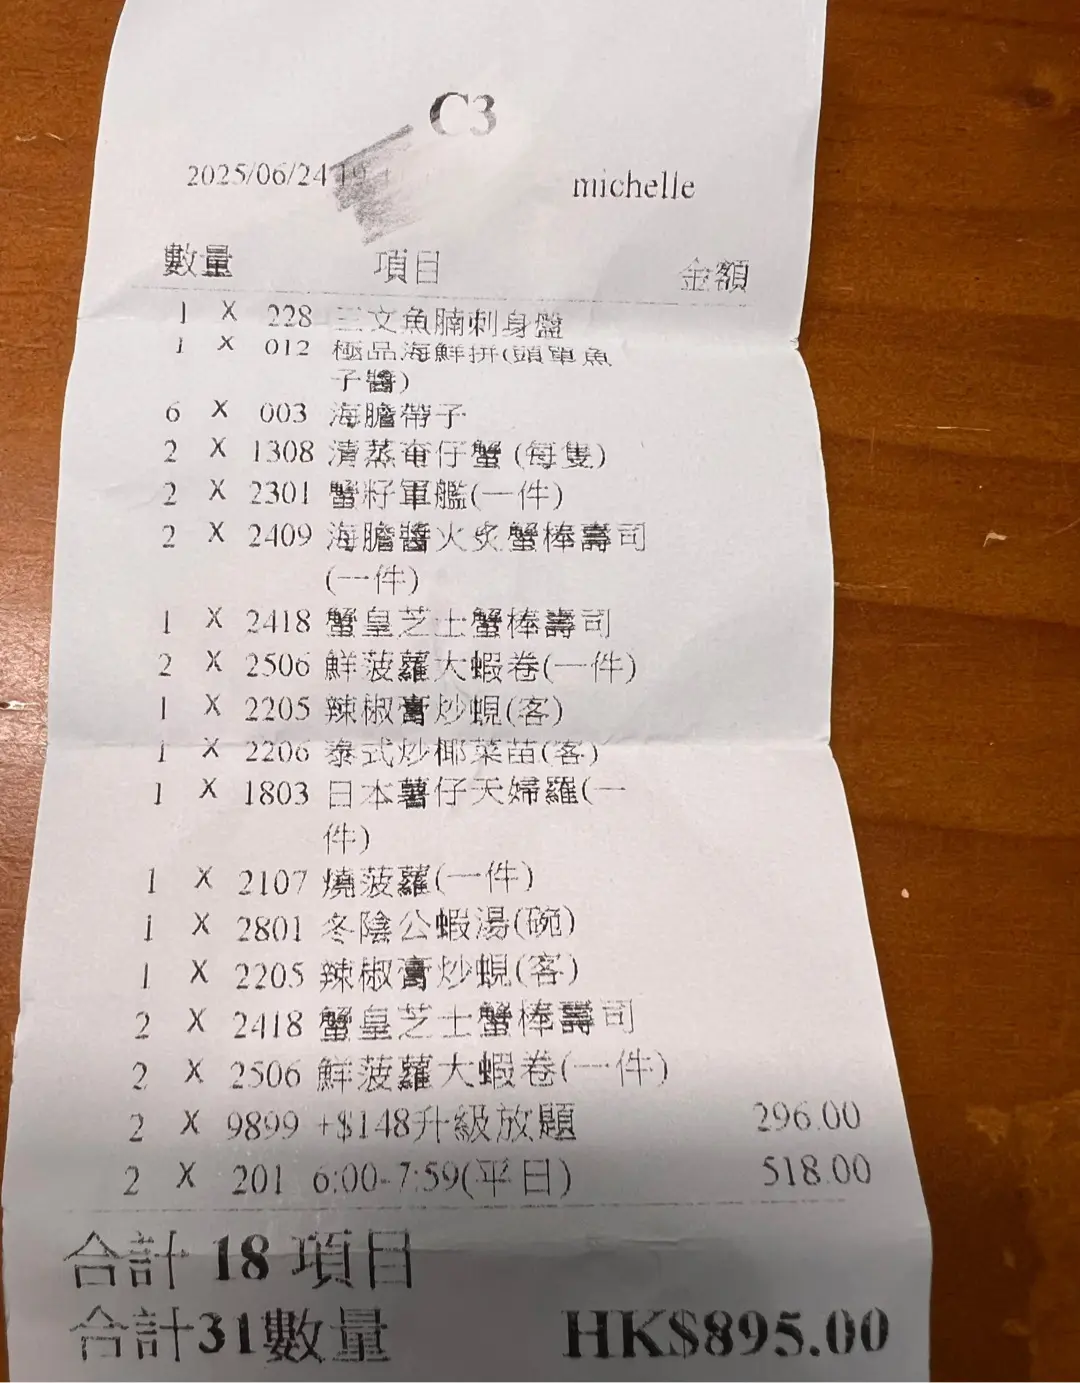 C3
2025/06/24 19 michelle
數量 項目 金額
1 X 228 三文魚腩刺身盤
1 X 012 極品海鮮拼(頭單魚
子醬)
6 X 003 海膽帶子
2 X 1308 清蒸奄仔蟹 (每隻)
2 X 2301 蟹籽軍艦(一件)
2 X 2409 海膽醬火炙蟹棒壽司
(一件)
1 X 2418 蟹皇芝士蟹棒壽司
2 X 2506 鮮菠蘿大蝦卷(一件)
1 X 2205 辣椒膏炒蜆(客)
1 X 2206 泰式炒椰菜苗(客)
1 X 1803 日本薯仔天婦羅(一
件)
1 X 2107 燒菠蘿(一件)
1 X 2801 冬陰公蝦湯(碗)
1 X 2205 辣椒膏炒蜆(客)
2 X 2418 蟹皇芝士蟹棒壽司
2 X 2506 鮮菠蘿大蝦卷(一件)
2 X 9899 +$148升級放題 296.00
2 X 201 6:00-7:59(平日) 518.00
合計 18 項目
合計31數量 HK$895.00